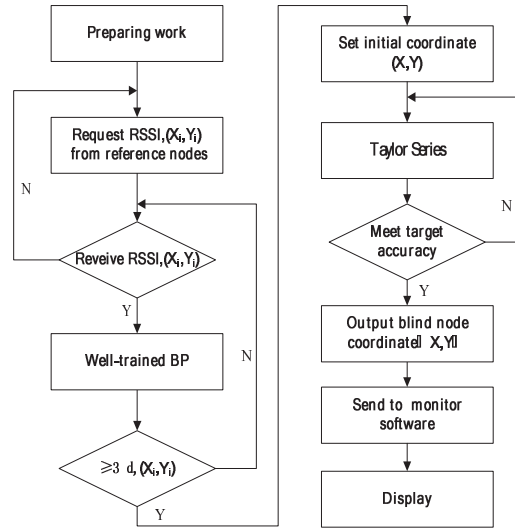 Preparing work
Request RSSI,(Xi,Yi)
from reference nodes
N
Reveive RSSI,(Xi,Yi)
Y
Well-trained BP
N
≥3 d,(Xi,Yi)
Y
Set initial coordinate
(X,Y)
Taylor Series
N
Meet target
accuracy
Y
Output blind node
coordinate▯ X,Y▯
Send to monitor
software
Display